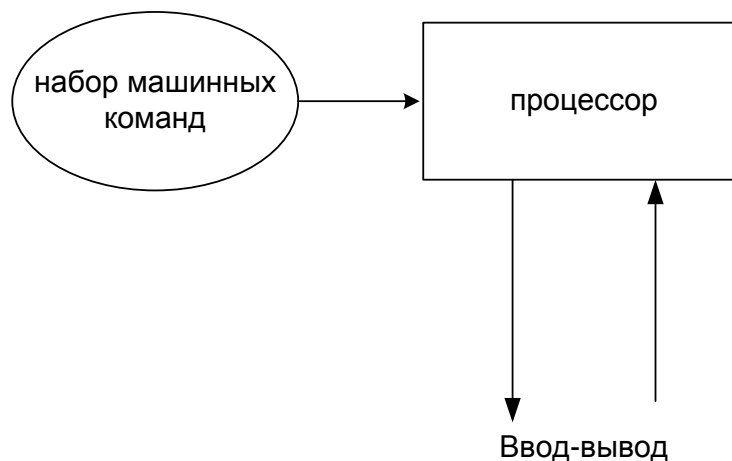 набор машинных
команд
процессор
Ввод-вывод